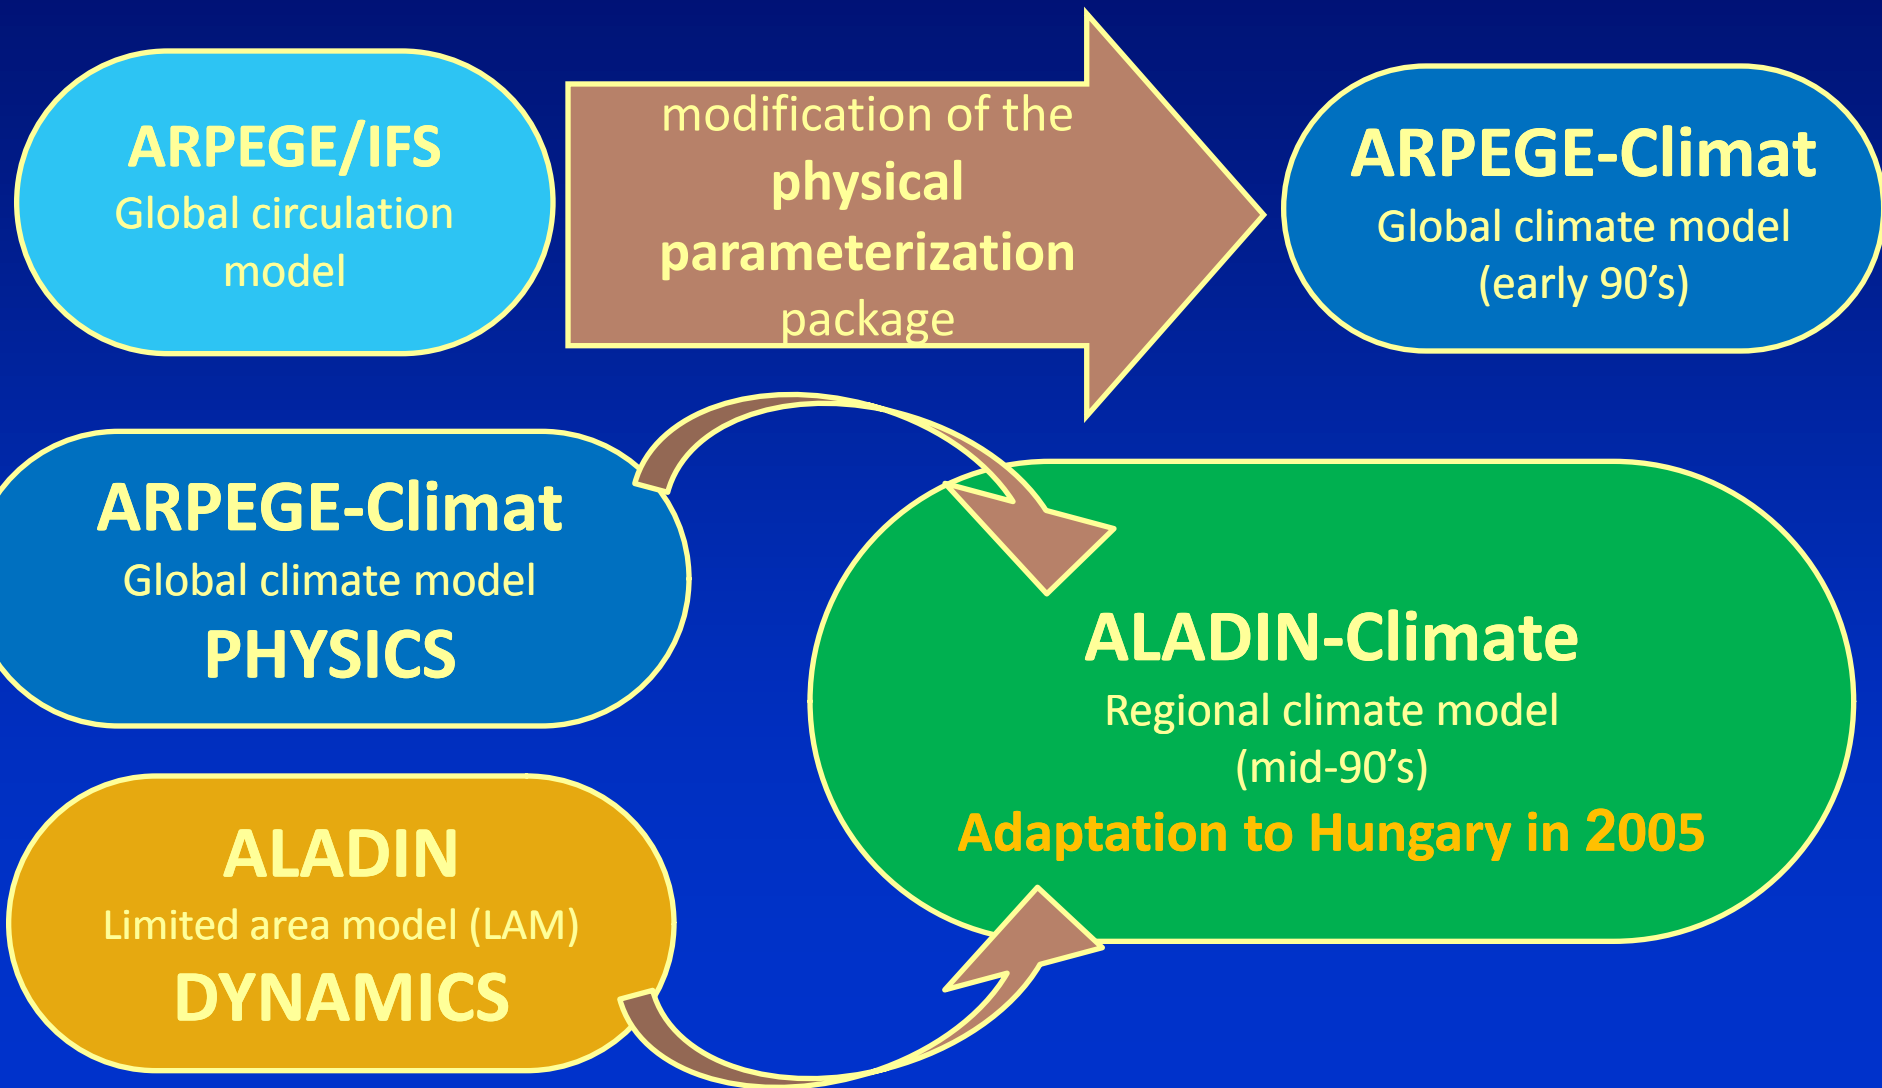 ARPEGE/IFS
Global circulation
model
modification of the
physical
parameterization
package
ARPEGE-Climat
Global climate model
(early 90’s)
ARPEGE-Climat
Global climate model
PHYSICS
ALADIN
Limited area model (LAM)
DYNAMICS
ALADIN-Climate
Regional climate model
(mid-90’s)
Adaptation to Hungary in 2005